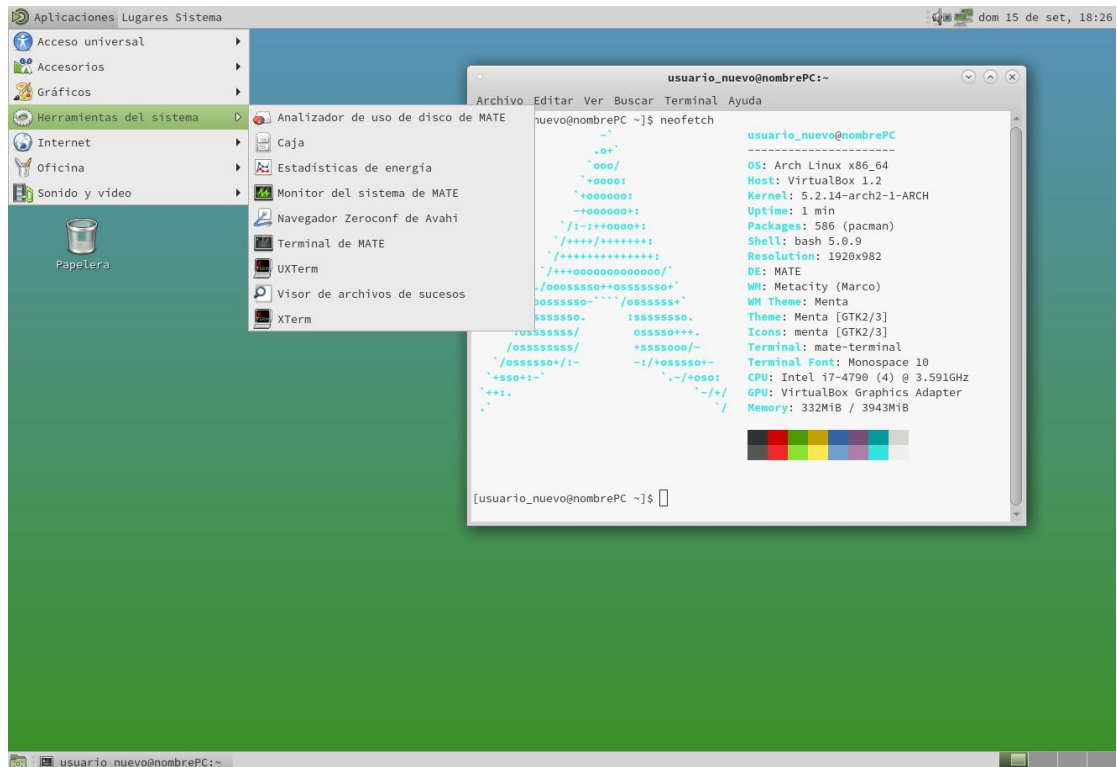 Aplicaciones Lugares Sistema
dom 15 de set, 18:26
Acceso universal
Accesorios
Gráficos
Herramientas del sistema
Internet
Oficina
Sonido y vídeo
Analizador de uso de disco de MATE
Caja
Estadísticas de energía
Monitor del sistema de MATE
Navegador Zeroconf de Avahi
Terminal de MATE
UXTerm
Visor de archivos de sucesos
XTerm
Papelera
usuario_nuevo@nombrePC:~
Archivo Editar Ver Buscar Terminal Ayuda
nuevo@nombrePC ~]$ neofetch
usuario_nuevo@nombrePC
----------------------
OS: Arch Linux x86_64
Host: VirtualBox 1.2
Kernel: 5.2.14-arch2-1-ARCH
Uptime: 1 min
Packages: 586 (pacman)
Shell: bash 5.0.9
Resolution: 1920x982
DE: MATE
WM: Metacity (Marco)
WM Theme: Menta
Theme: Menta [GTK2/3]
Icons: menta [GTK2/3]
Terminal: mate-terminal
Terminal Font: Monospace 10
CPU: Intel i7-4790 (4) @ 3.591GHz
GPU: VirtualBox Graphics Adapter
Memory: 332MiB / 3943MiB
[usuario_nuevo@nombrePC ~]$
usuario_nuevo@nombrePC:~